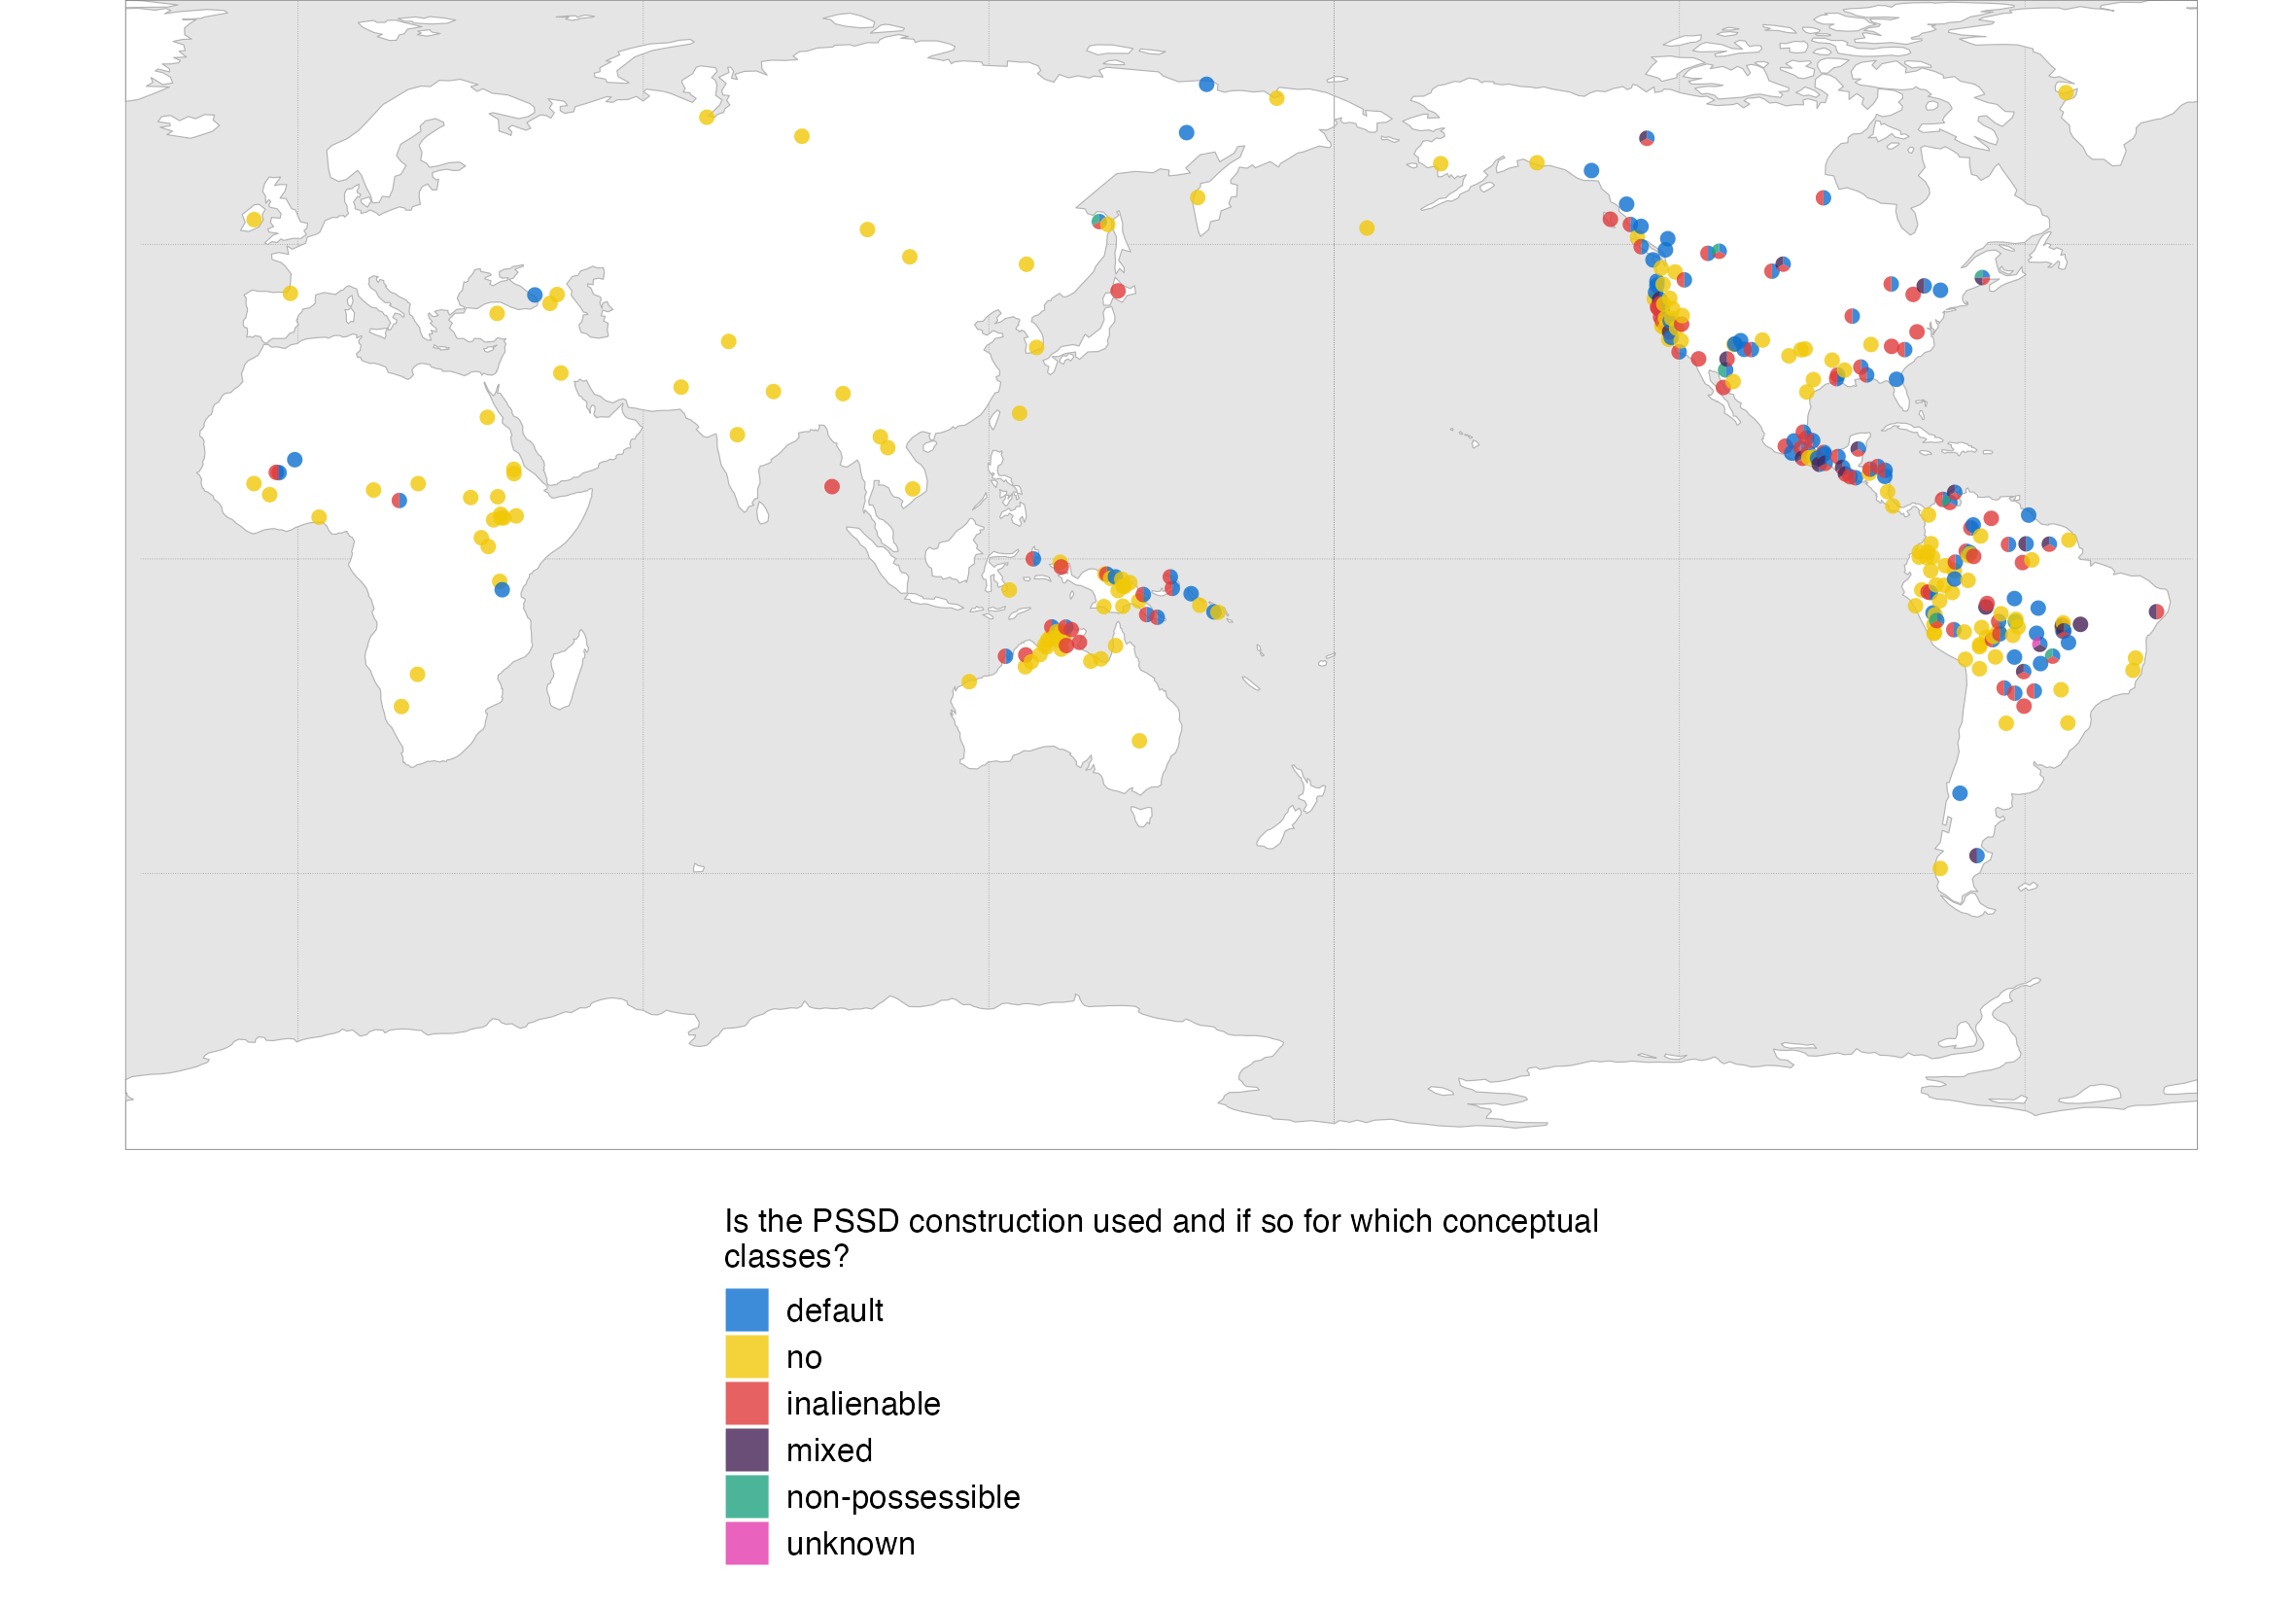 Is the PSSD construction used and if so for which conceptual
classes?
default
no
inalienable
mixed
non-possessible
unknown